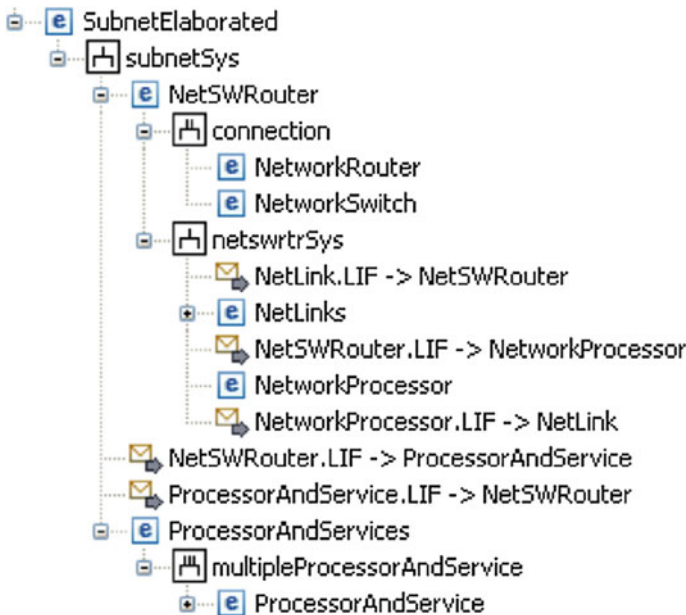 SubnetElaborated
subnetSys
NetSWRouter
connection
NetworkRouter
NetworkSwitch
netswrtrSys
NetLink.LIF -> NetSWRouter
NetLinks
NetSWRouter.LIF -> NetworkProcessor
NetworkProcessor
NetworkProcessor.LIF -> NetLink
NetSWRouter.LIF -> ProcessorAndService
ProcessorAndService.LIF -> NetSWRouter
ProcessorAndServices
multipleProcessorAndService
ProcessorAndService